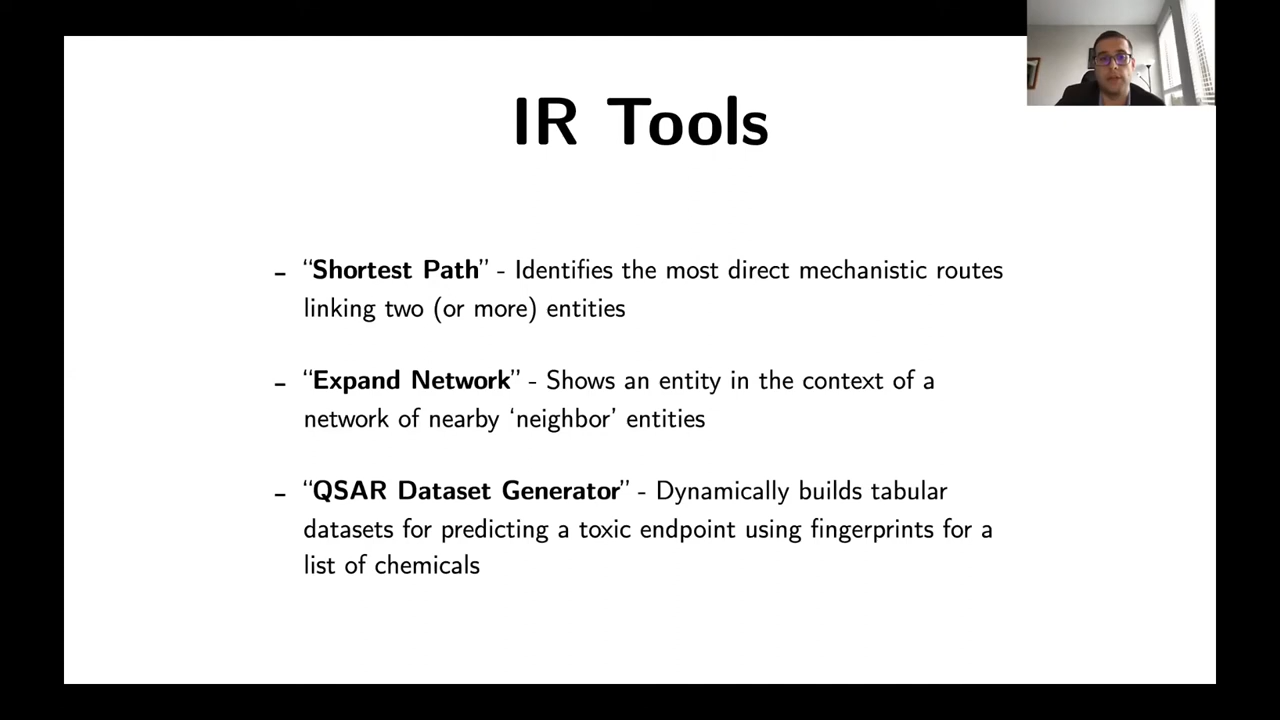 IR Tools
- “Shortest Path” - Identifies the most direct mechanistic routes
linking two (or more) entities
- “Expand Network” - Shows an entity in the context of a
network of nearby ‘neighbor’ entities
- “QSAR Dataset Generator” - Dynamically builds tabular
datasets for predicting a toxic endpoint using fingerprints for a
list of chemicals